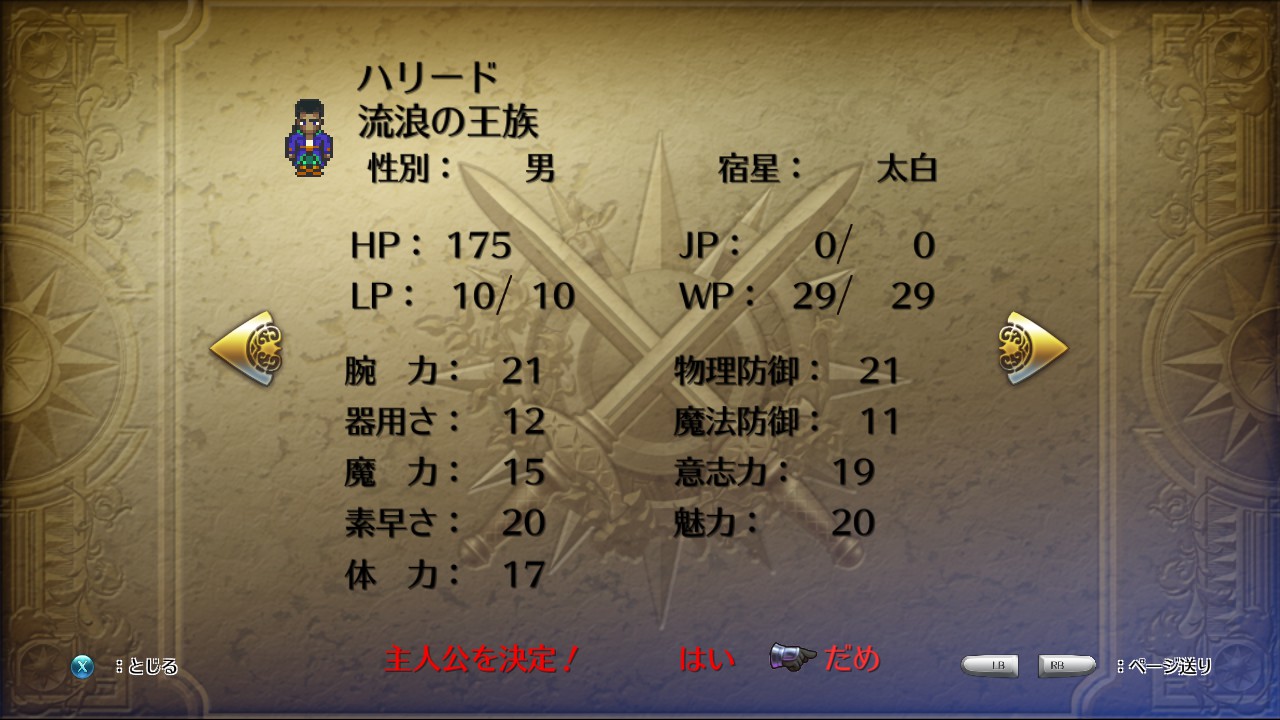 ハリード
流浪の王族
性別： 男 宿星： 太白
HP： 175 JP： 0/ 0
LP： 10/ 10 WP： 29/ 29
腕 力： 21 物理防御： 21
器用さ： 12 魔法防御： 11
魔 力： 15 意志力： 19
素早さ： 20 魅力： 20
体 力： 17
主人公を決定！ はい だめ
X ：とじる LB RB ：ページ送り